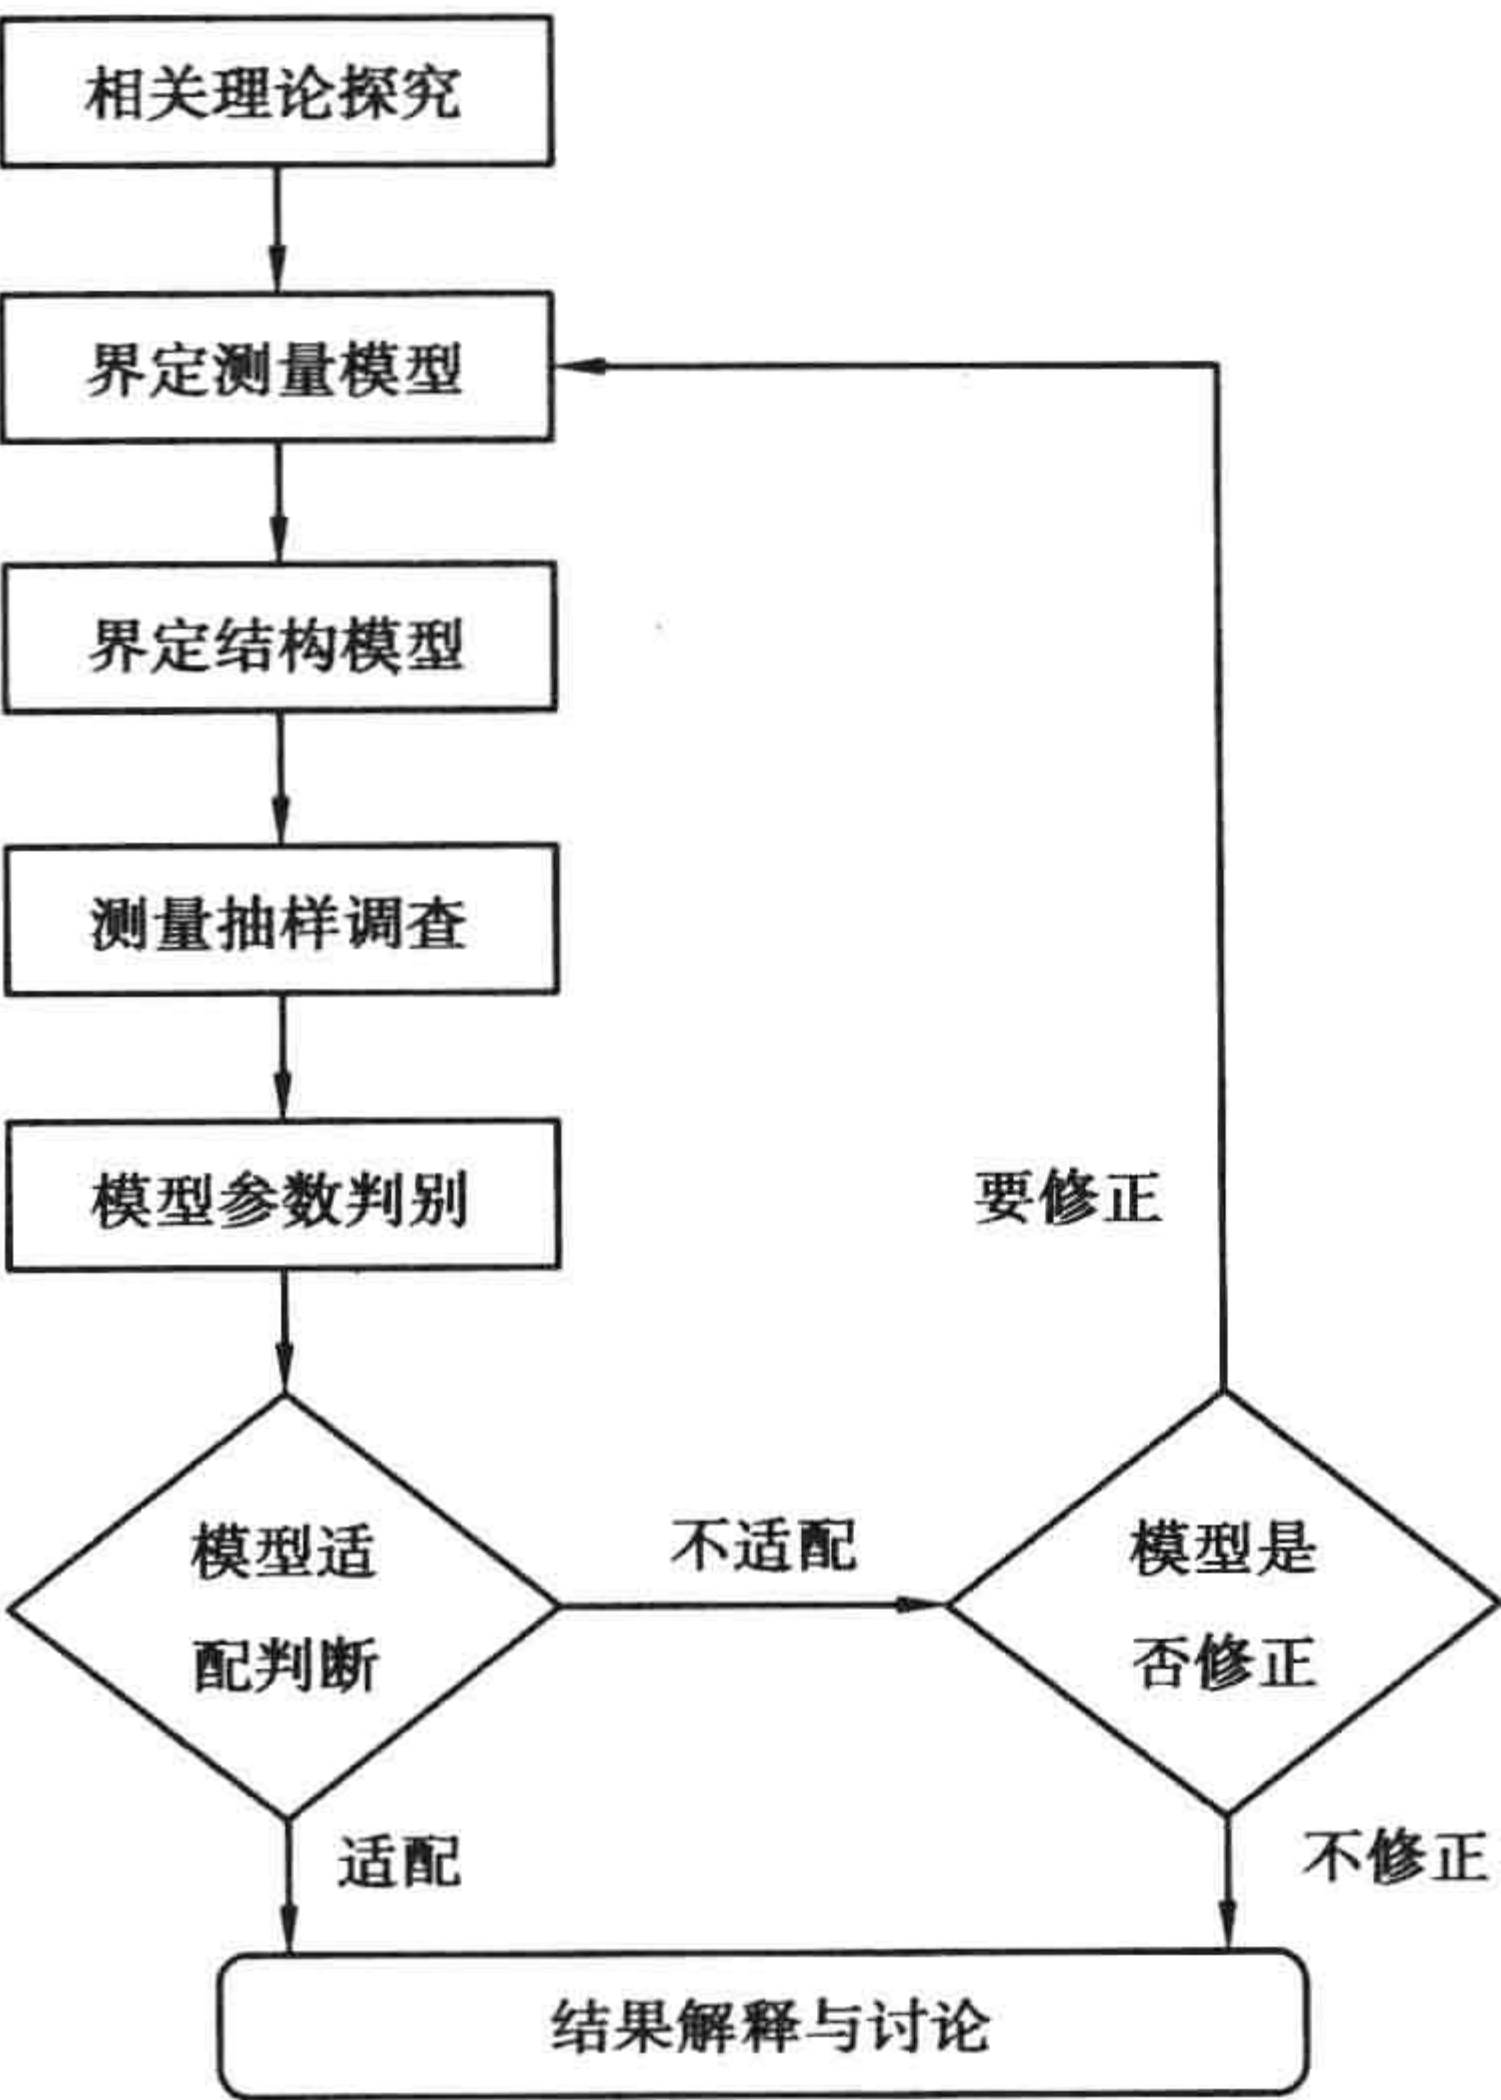 相关理论探究
界定测量模型
界定结构模型
测量抽样调查
模型参数判别
要修正
模型适
配判断
不适配
模型是
否修正
适配
不修正
结果解释与讨论